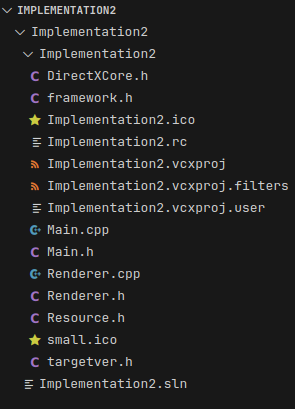 IMPLEMENTATION2
Implementation2
Implementation2
DirectXCore.h
framework.h
Implementation2.ico
Implementation2.rc
Implementation2.vcxproj
Implementation2.vcxproj.filters
Implementation2.vcxproj.user
Main.cpp
Main.h
Renderer.cpp
Renderer.h
Resource.h
small.ico
targetver.h
Implementation2.sln